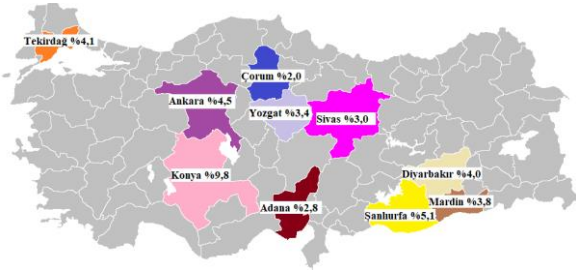 Tekirdağ %4,1
Çorum %2,0
Ankara %4,5
Yozgat %3,4
Sivas %3,0
Konya %9,8
Diyarbakır %4,0
Adana %2,8
Mardin %3,8
Şanlıurfa %5,1